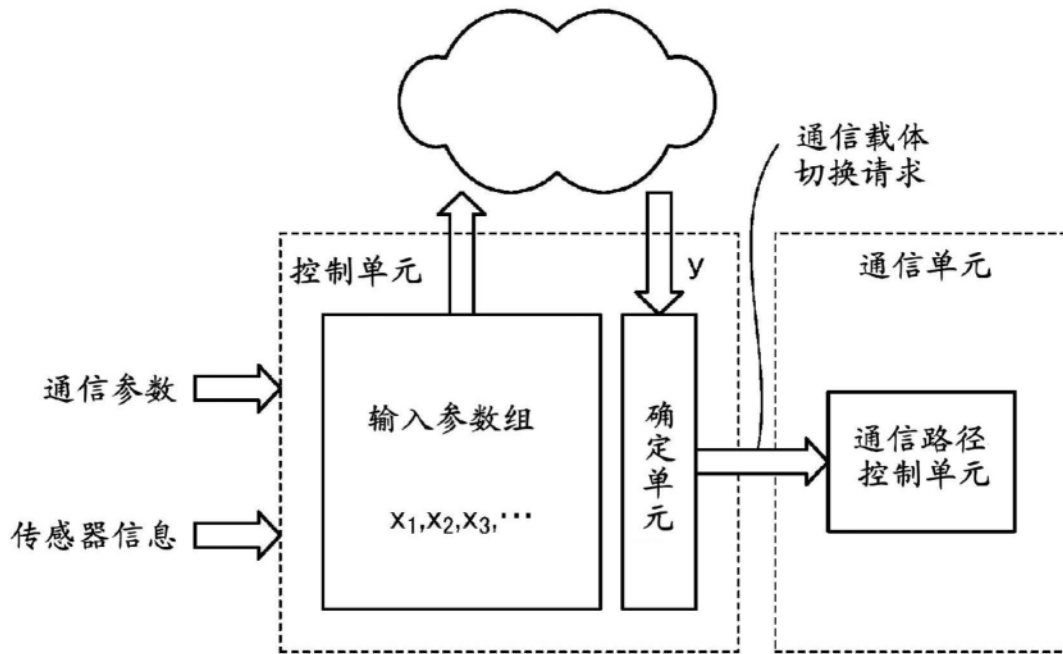 通信载体
切换请求
控制单元
y
通信单元
通信参数
输入参数组
x₁,x₂,x₃,⋯
确定单元
通信路径
控制单元
传感器信息